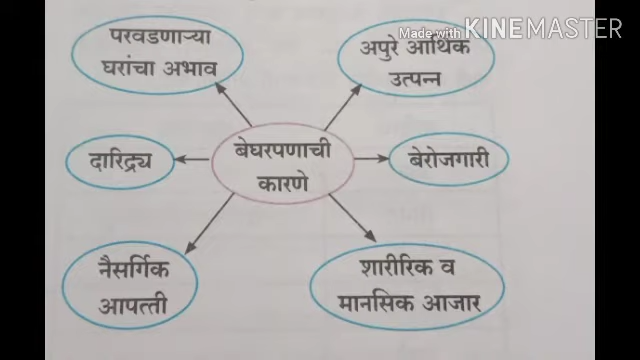 Made with KINEMASTER
परवडणाऱ्या
घरांचा अभाव
अपुरे आर्थिक
उत्पन्न
दारिद्र्य
बेघरपणाची
कारणे
बेरोजगारी
नैसर्गिक
आपत्ती
शारीरिक व
मानसिक आजार